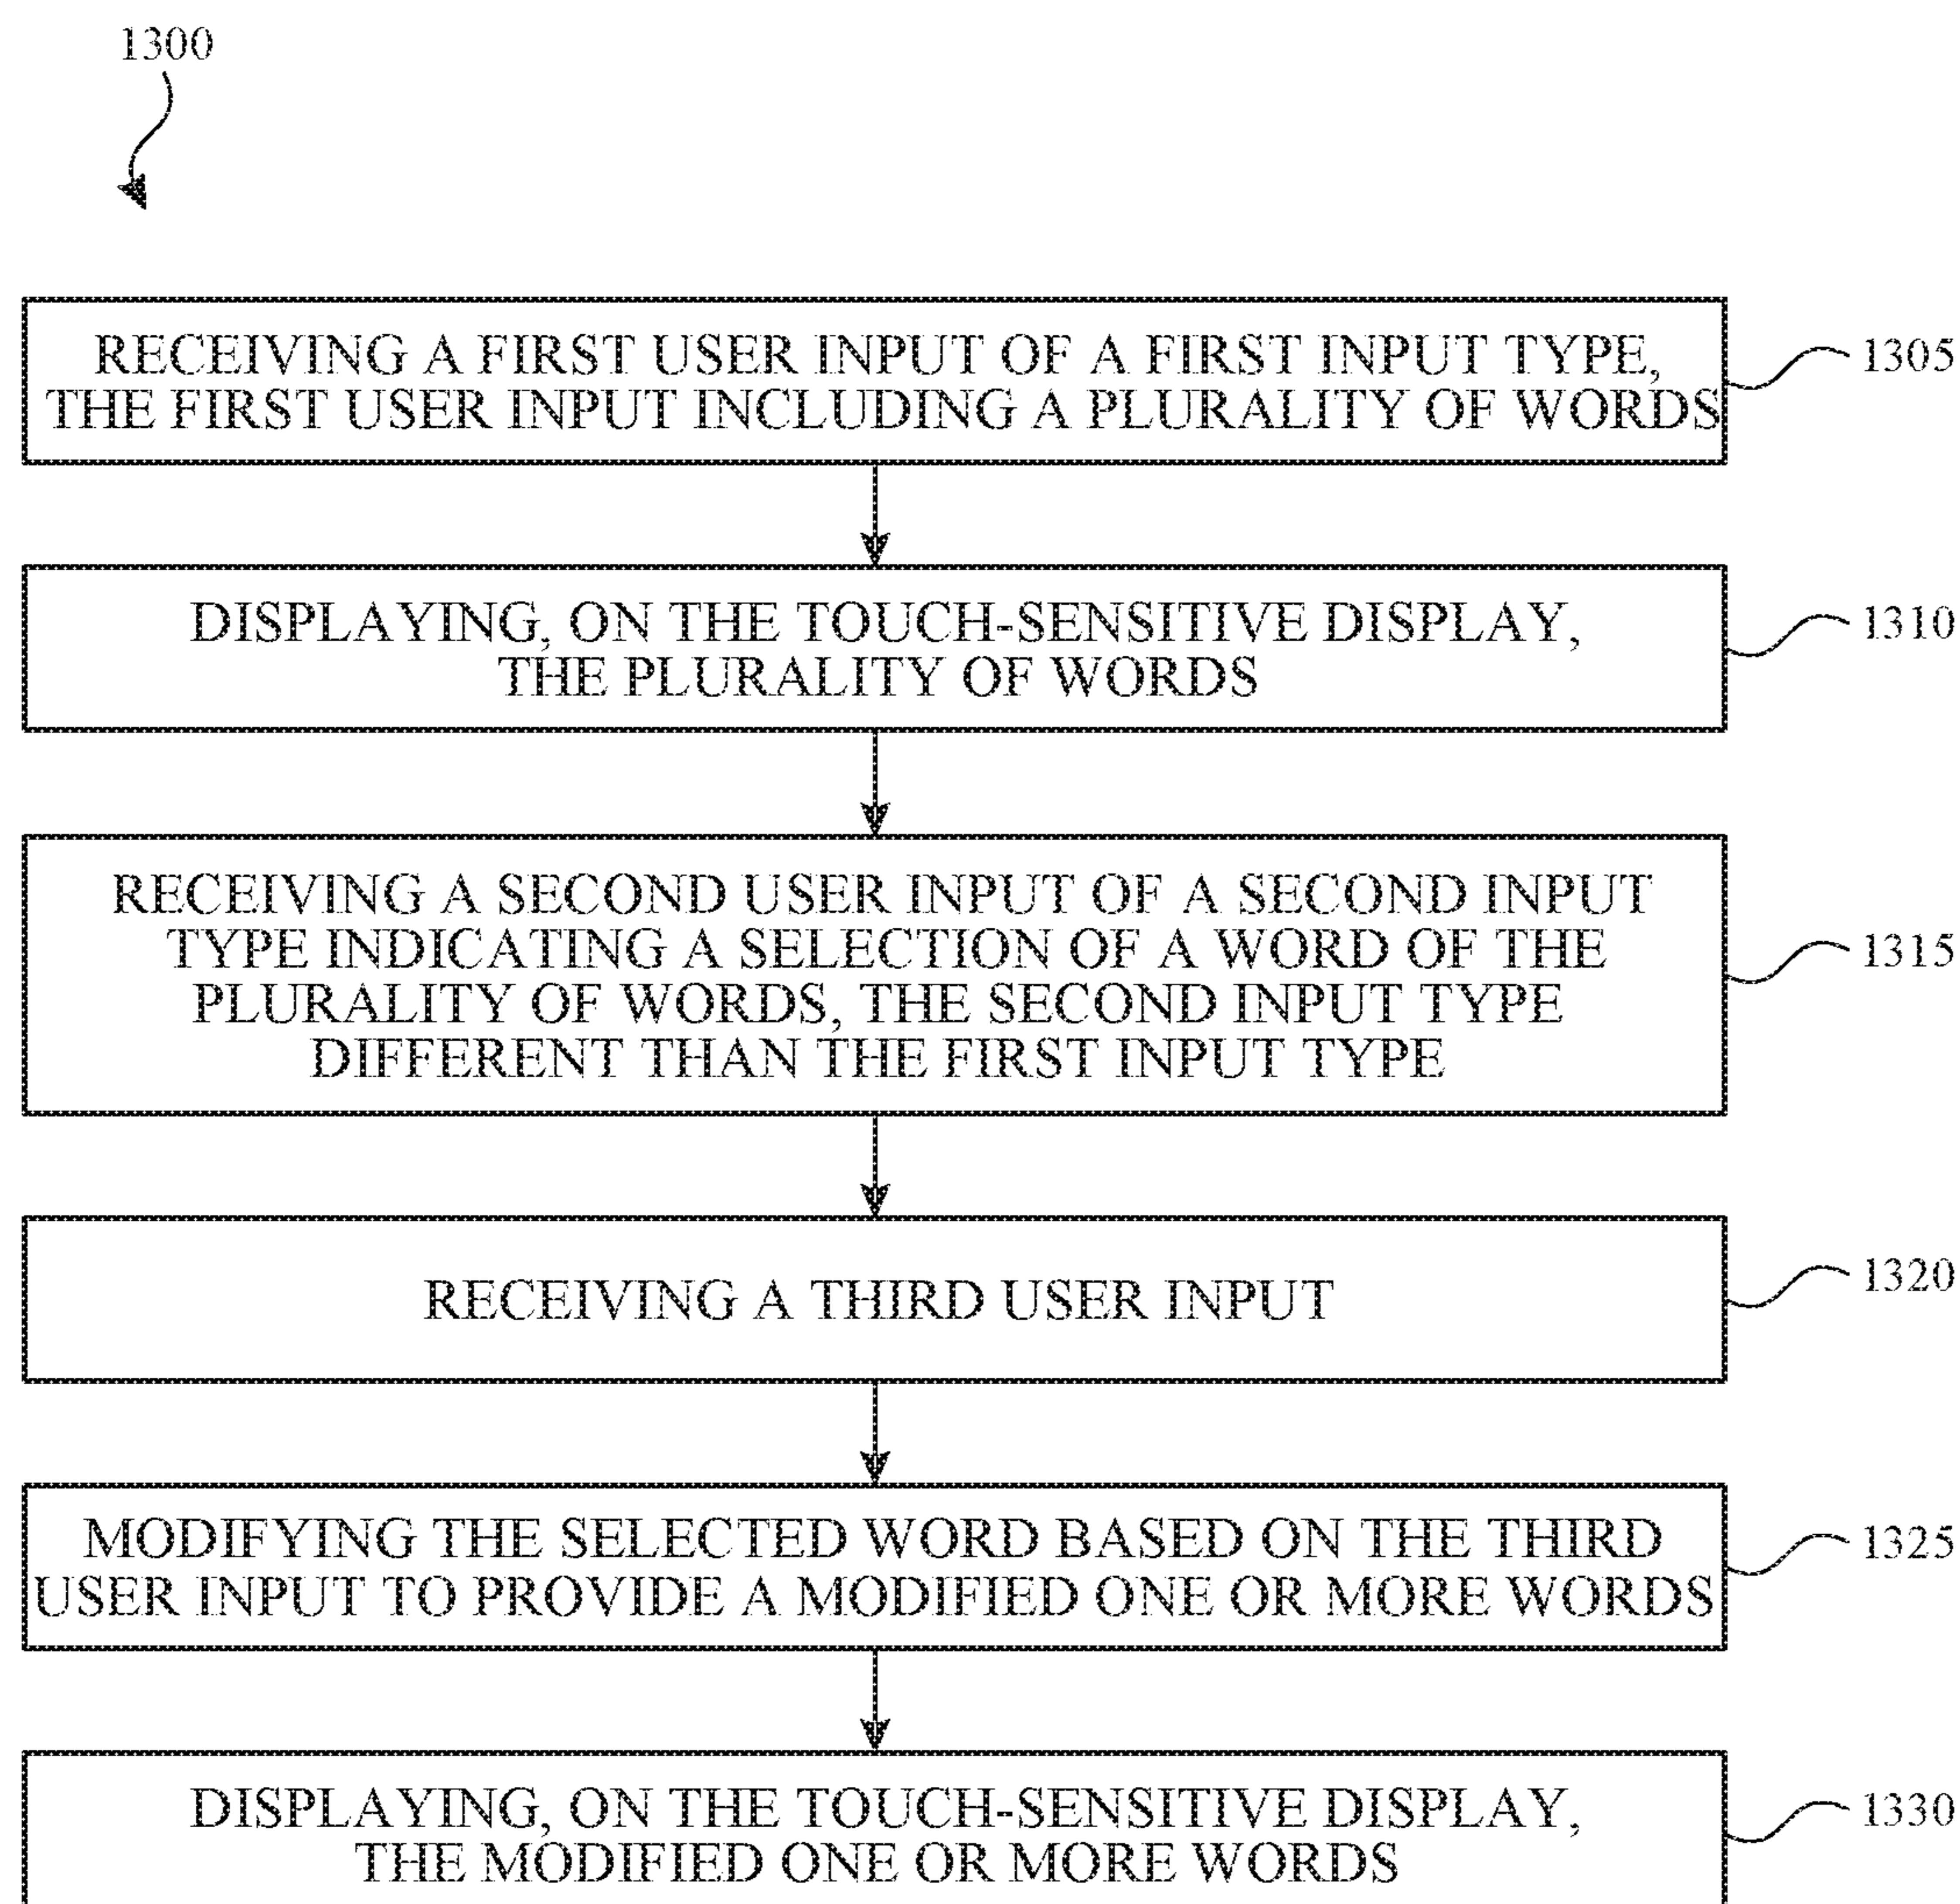 1300
RECEIVING A FIRST USER INPUT OF A FIRST INPUT TYPE,
THE FIRST USER INPUT INCLUDING A PLURALITY OF WORDS
1305
DISPLAYING, ON THE TOUCH-SENSITIVE DISPLAY,
THE PLURALITY OF WORDS
1310
RECEIVING A SECOND USER INPUT OF A SECOND INPUT
TYPE INDICATING A SELECTION OF A WORD OF THE
PLURALITY OF WORDS, THE SECOND INPUT TYPE
DIFFERENT THAN THE FIRST INPUT TYPE
1315
RECEIVING A THIRD USER INPUT
1320
MODIFYING THE SELECTED WORD BASED ON THE THIRD
USER INPUT TO PROVIDE A MODIFIED ONE OR MORE WORDS
1325
DISPLAYING, ON THE TOUCH-SENSITIVE DISPLAY,
THE MODIFIED ONE OR MORE WORDS
1330